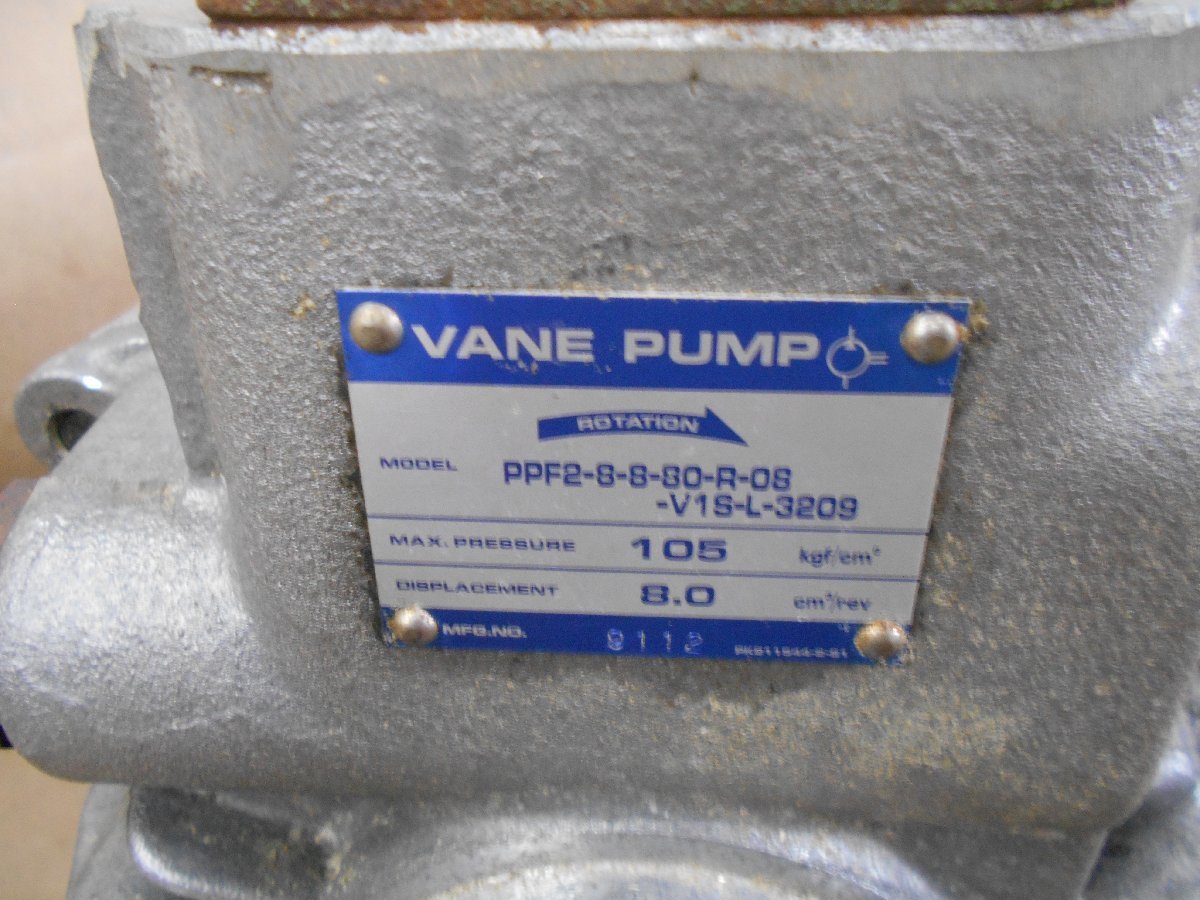 VANE PUMP
ROTATION
MODEL PPF2-8-8-80-R-08
-V1S-L-3209
MAX. PRESSURE 105 kgf/cm²
DISPLACEMENT 8.0 cm³/rev
MFG.NO. 9112